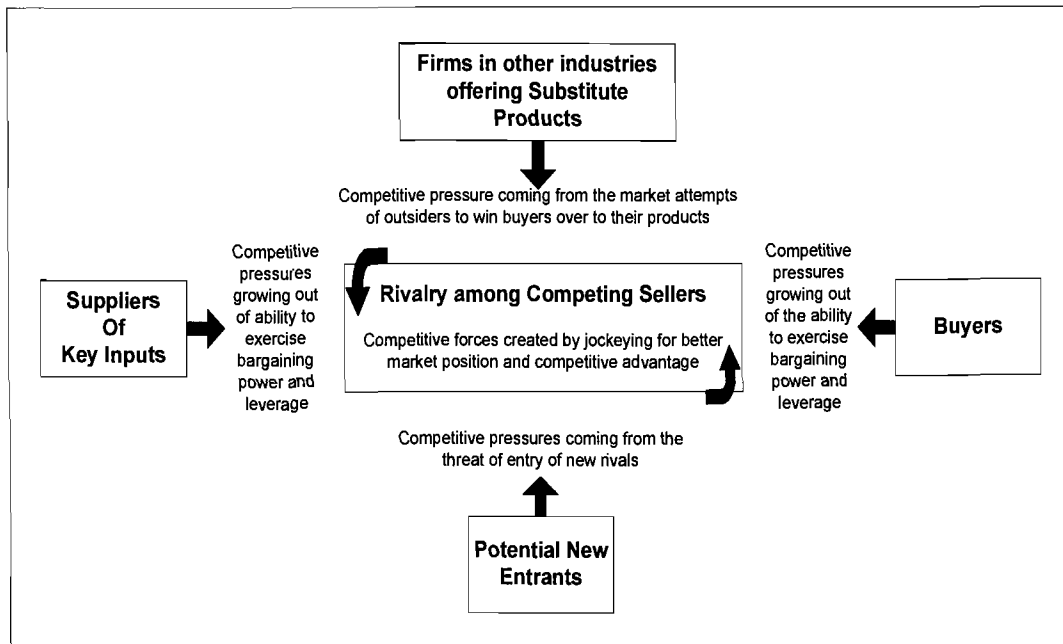 Firms in other industries
offering Substitute
Products
Competitive pressure coming from the market attempts
of outsiders to win buyers over to their products
Suppliers
Of
Key Inputs
Competitive
pressures
growing out
of ability to
exercise
bargaining
power and
leverage
Rivalry among Competing Sellers
Competitive forces created by jockeying for better
market position and competitive advantage
Competitive
pressures
growing out
of the ability
to exercise
bargaining
power and
leverage
Buyers
Competitive pressures coming from the
threat of entry of new rivals
Potential New
Entrants